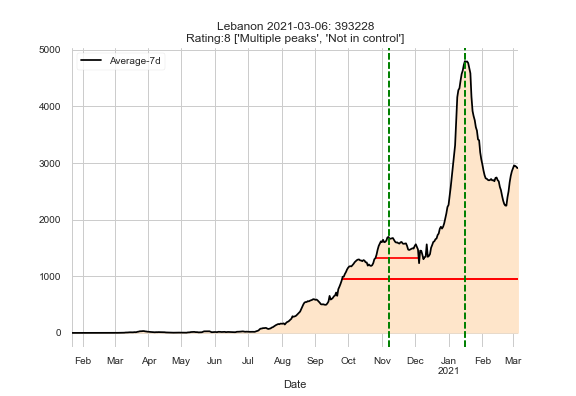 Lebanon 2021-03-06: 393228
Rating:8 ['Multiple peaks', 'Not in control']
Average-7d
5000
4000
3000
2000
1000
0
Feb Mar Apr May Jun Jul Aug Sep Oct Nov Dec Jan Feb Mar
2021
Date